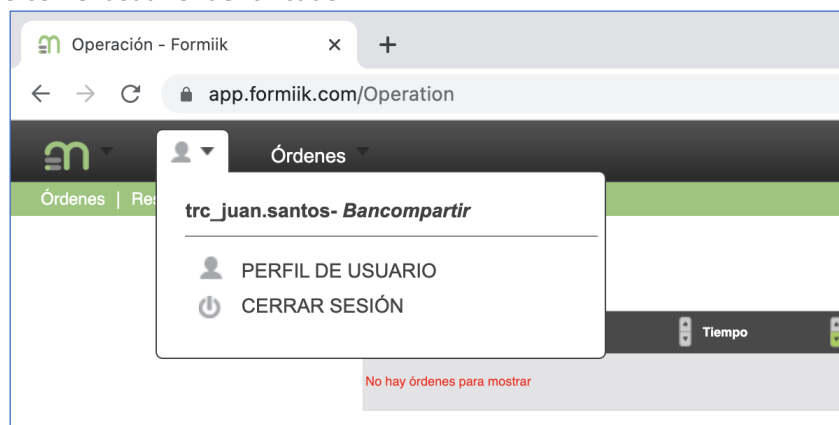 Operación - Formiik
app.formiik.com/Operation
Órdenes
Órdenes | Re
trc_juan.santos- Bancompartir
PERFIL DE USUARIO
CERRAR SESIÓN
Tiempo
No hay órdenes para mostrar